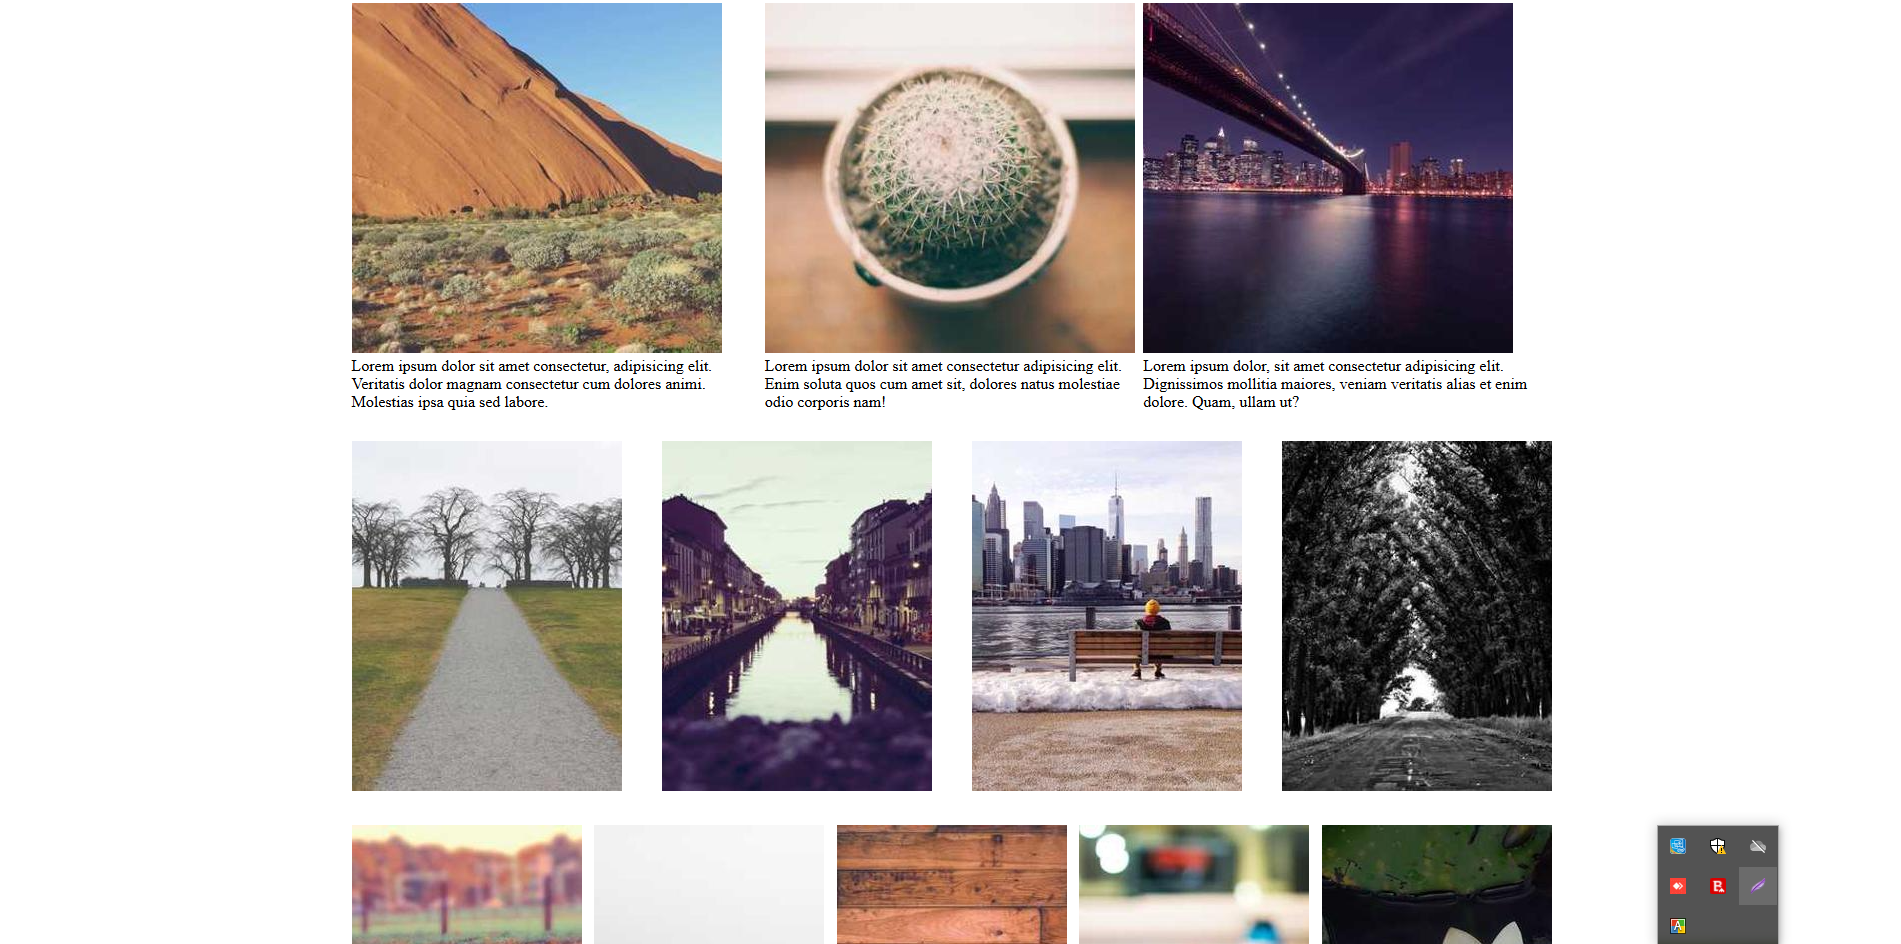 Lorem ipsum dolor sit amet consectetur, adipisicing elit.
Veritatis dolor magnam consectetur cum dolores animi.
Molestias ipsa quia sed labore.
Lorem ipsum dolor sit amet consectetur adipisicing elit.
Enim soluta quos cum amet sit, dolores natus molestiae
odio corporis nam!
Lorem ipsum dolor, sit amet consectetur adipisicing elit.
Dignissimos mollitia maiores, veniam veritatis alias et enim
dolore. Quam, ullam ut?